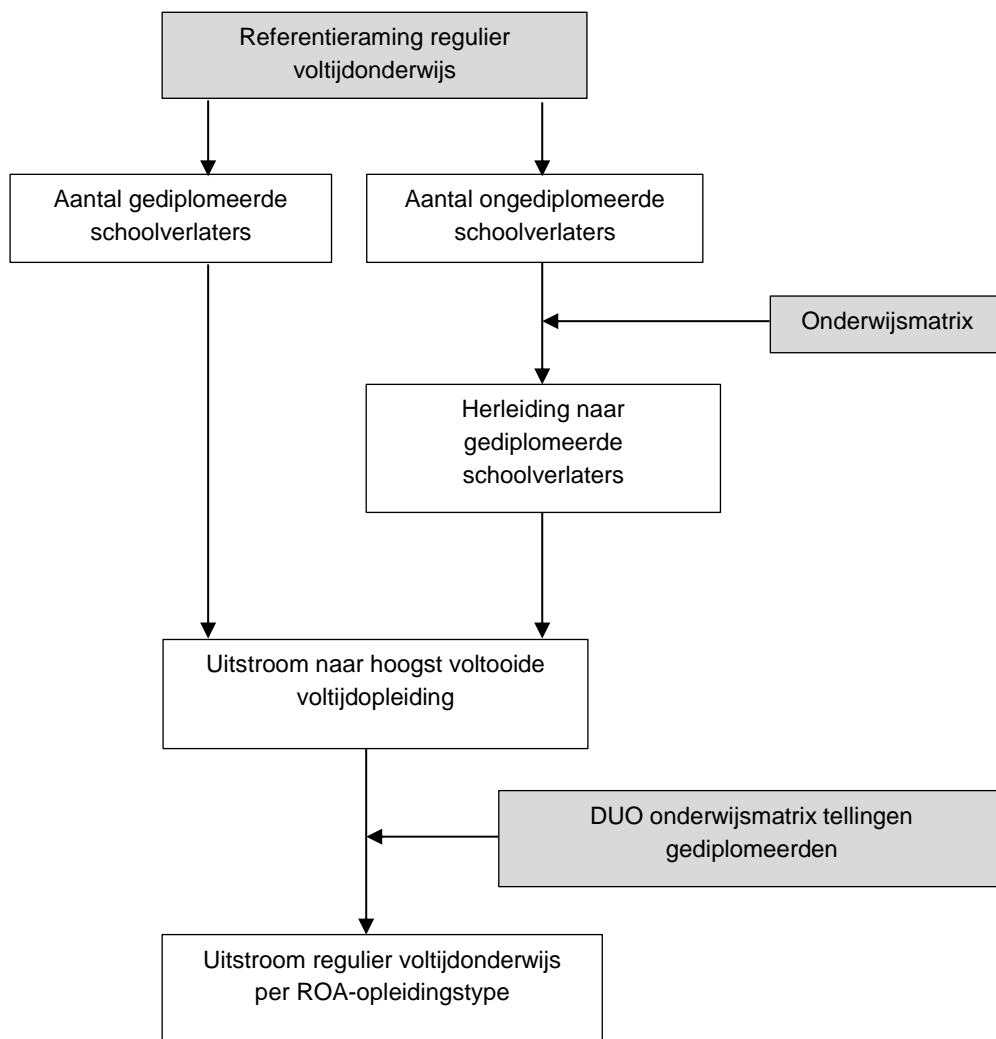 Referentieraming regulier
voltijdonderwijs
Aantal gediplomeerde
schoolverlaters
Aantal ongediplomeerde
schoolverlaters
Onderwijsmatrix
Herleiding naar
gediplomeerde
schoolverlaters
Uitstroom naar hoogst voltooide
voltijdopleiding
DUO onderwijsmatrix tellingen
gediplomeerden
Uitstroom regulier voltijdonderwijs
per ROA-opleidingstype